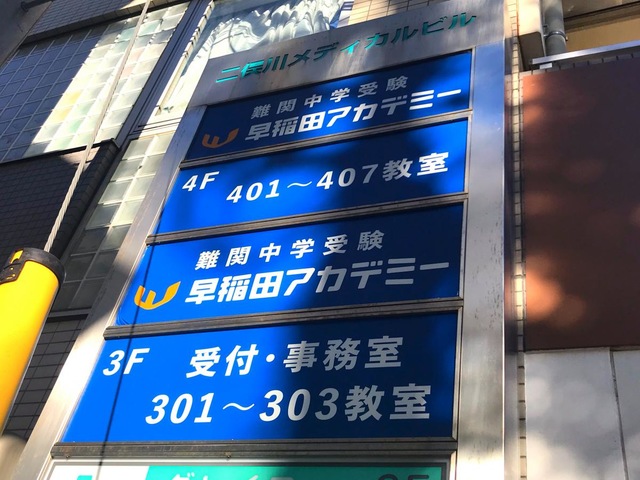 二俣川メディカルビル
難関中学受験
早稲田アカデミー
4F 401～407教室
難関中学受験
早稲田アカデミー
3F 受付・事務室
301～303教室